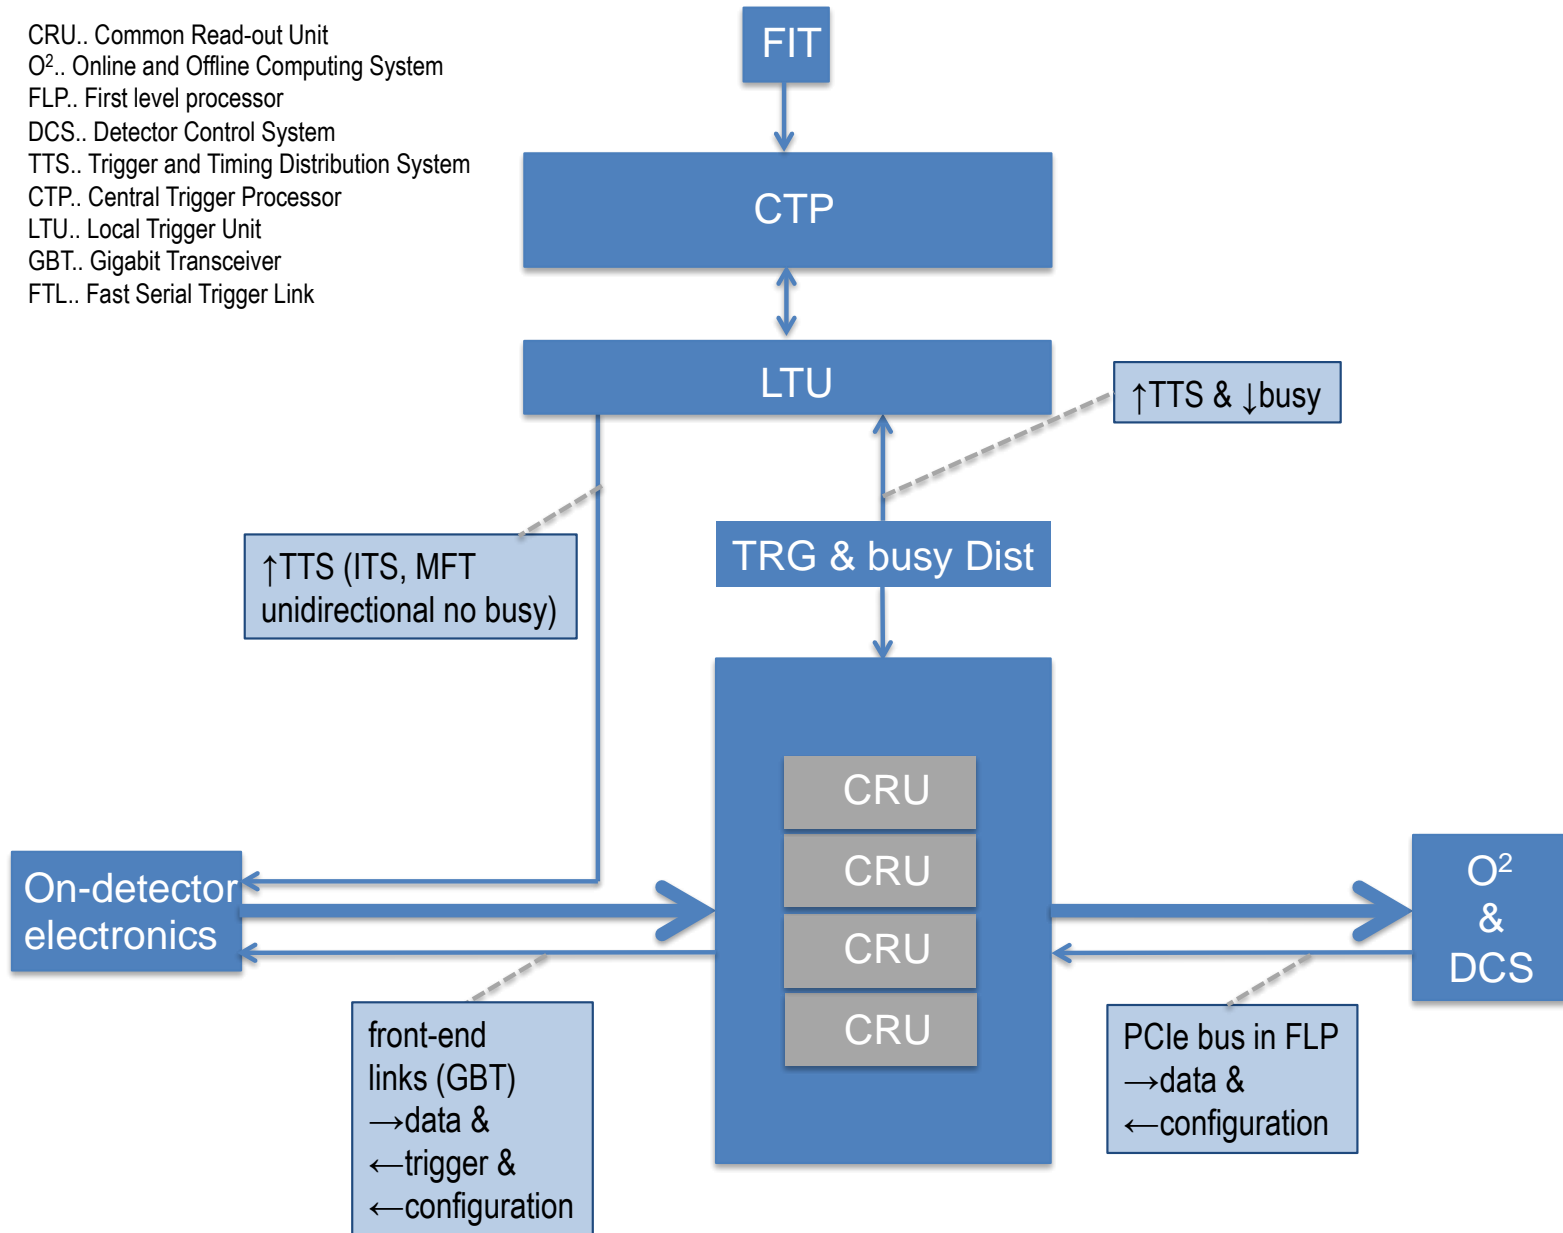 CRU.. Common Read-out Unit
O².. Online and Offline Computing System
FLP.. First level processor
DCS.. Detector Control System
TTS.. Trigger and Timing Distribution System
CTP.. Central Trigger Processor
LTU.. Local Trigger Unit
GBT.. Gigabit Transceiver
FTL.. Fast Serial Trigger Link
FIT
CTP
LTU
↑TTS & ↓busy
↑TTS (ITS, MFT
unidirectional no busy)
TRG & busy Dist
CRU
CRU
CRU
CRU
On-detector
electronics
O²
&
DCS
front-end
links (GBT)
→data &
←trigger &
←configuration
PCIe bus in FLP
→data &
←configuration